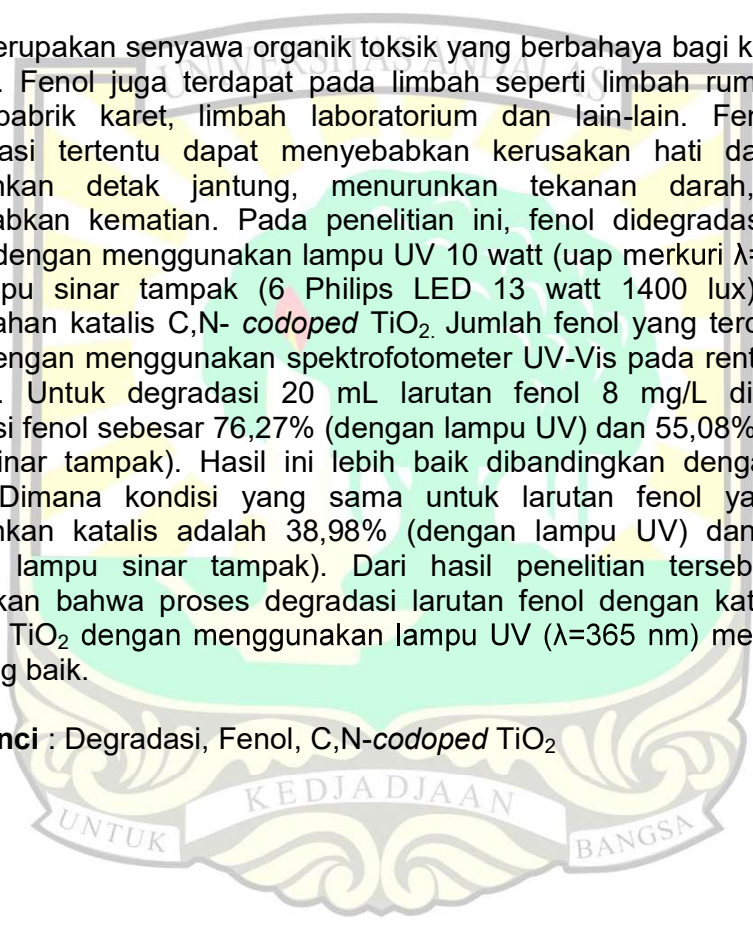 erupakan senyawa organik toksik yang berbahaya bagi k
. Fenol juga terdapat pada limbah seperti limbah rum
pabrik karet, limbah laboratorium dan lain-lain. Fer
asi tertentu dapat menyebabkan kerusakan hati da
nkan detak jantung, menurunkan tekanan darah,
abkan kematian. Pada penelitian ini, fenol didegradas
dengan menggunakan lampu UV 10 watt (uap merkuri λ=
pu sinar tampak (6 Philips LED 13 watt 1400 lux)
ahan katalis C,N- codoped TiO₂. Jumlah fenol yang terd
engan menggunakan spektrofotometer UV-Vis pada rent
. Untuk degradasi 20 mL larutan fenol 8 mg/L di
si fenol sebesar 76,27% (dengan lampu UV) dan 55,08%
inar tampak). Hasil ini lebih baik dibandingkan denga
Dimana kondisi yang sama untuk larutan fenol ya
nkan katalis adalah 38,98% (dengan lampu UV) dan
lampu sinar tampak). Dari hasil penelitian terseb
kan bahwa proses degradasi larutan fenol dengan kat
TiO₂ dengan menggunakan lampu UV (λ=365 nm) me
g baik.
nci : Degradasi, Fenol, C,N-codoped TiO₂
UNIVERSITAS ANDALAS
UNTUK KEDJADJAAN BANGSA